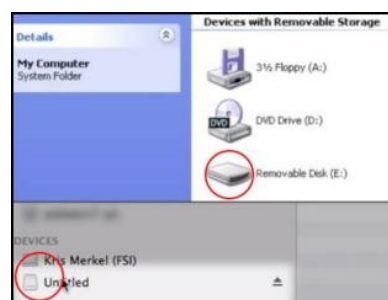 Devices with Removable Storage
Details
My Computer
System Folder
3½ Floppy (A:)
DVD
DVD Drive (D:)
Removable Disk (E:)
DEVICES
Kris Merkel (FSI)
Untitled